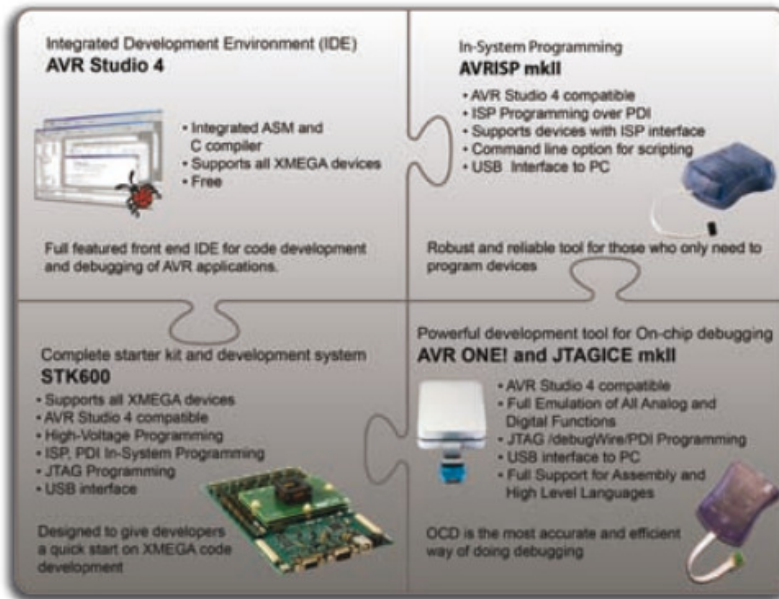 Integrated Development Environment (IDE)
AVR Studio 4
• Integrated ASM and
C compiler
• Supports all XMEGA devices
• Free
Full featured front end IDE for code development
and debugging of AVR applications.
In-System Programming
AVRISP mkII
• AVR Studio 4 compatible
• ISP Programming over PDI
• Supports devices with ISP interface
• Command line option for scripting
• USB Interface to PC
Robust and reliable tool for those who only need to
program devices
Complete starter kit and development system
STK600
• Supports all XMEGA devices
• AVR Studio 4 compatible
• High-Voltage Programming
• ISP, PDI In-System Programming
• JTAG Programming
• USB interface
Designed to give developers
a quick start on XMEGA code
development
Powerful development tool for On-chip debugging
AVR ONE! and JTAGICE mkII
• AVR Studio 4 compatible
• Full Emulation of All Analog and
Digital Functions
• JTAG /debugWire/PDI Programming
• USB interface to PC
• Full Support for Assembly and
High Level Languages
OCD is the most accurate and efficient
way of doing debugging